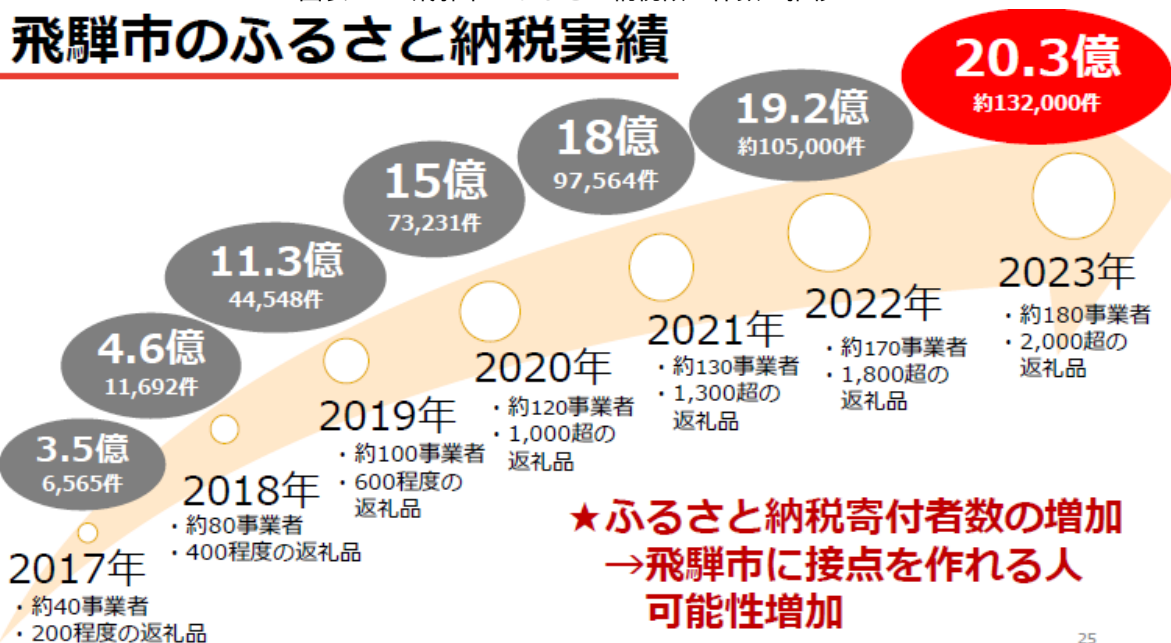 飛騨市のふるさと納税実績
3.5億
6,565件
2017年
・約40事業者
・200程度の返礼品
4.6億
11,692件
2018年
・約80事業者
・400程度の返礼品
11.3億
44,548件
2019年
・約100事業者
・600程度の
返礼品
15億
73,231件
2020年
・約120事業者
・1,000超の
返礼品
18億
97,564件
2021年
・約130事業者
・1,300超の
返礼品
19.2億
約105,000件
2022年
・約170事業者
・1,800超の
返礼品
20.3億
約132,000件
2023年
・約180事業者
・2,000超の
返礼品
★ふるさと納税寄付者数の増加
→飛騨市に接点を作れる人
可能性増加
25